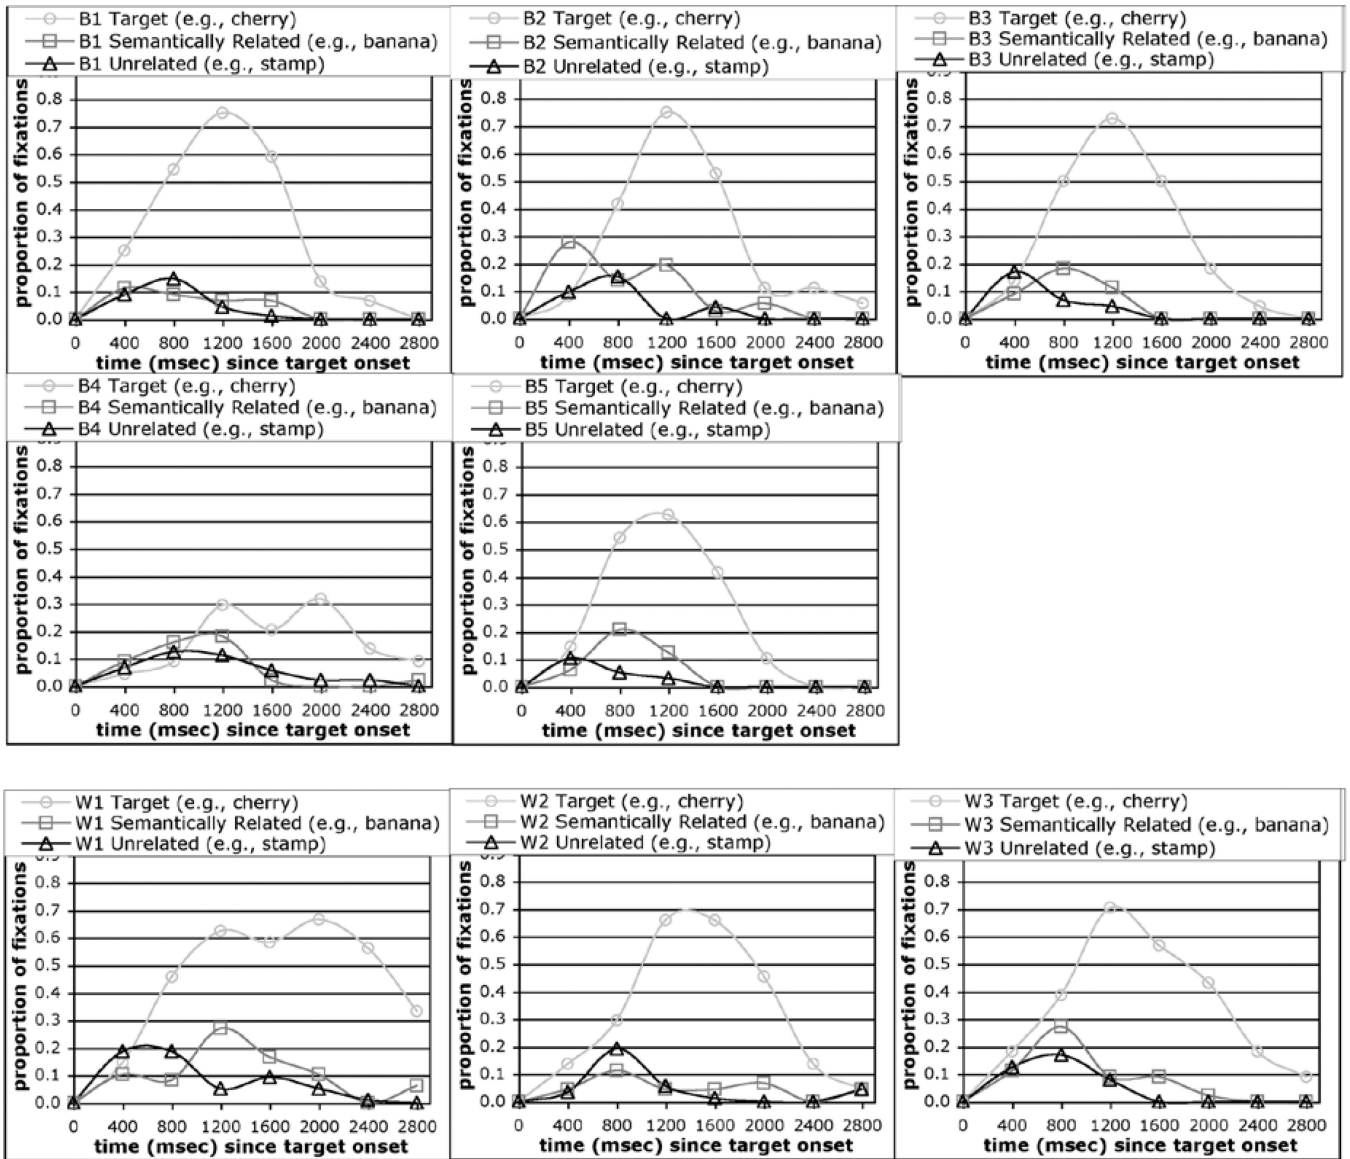 B1 Target (e.g., cherry)
B1 Semantically Related (e.g., banana)
B1 Unrelated (e.g., stamp)
proportion of fixations
0.8
0.7
0.6
0.5
0.4
0.3
0.2
0.1
0.0
0 400 800 1200 1600 2000 2400 2800
time (msec) since target onset
B2 Target (e.g., cherry)
B2 Semantically Related (e.g., banana)
B2 Unrelated (e.g., stamp)
proportion of fixations
0.8
0.7
0.6
0.5
0.4
0.3
0.2
0.1
0.0
0 400 800 1200 1600 2000 2400 2800
time (msec) since target onset
B3 Target (e.g., cherry)
B3 Semantically Related (e.g., banana)
B3 Unrelated (e.g., stamp)
proportion of fixations
0.8
0.7
0.6
0.5
0.4
0.3
0.2
0.1
0.0
0 400 800 1200 1600 2000 2400 2800
time (msec) since target onset
B4 Target (e.g., cherry)
B4 Semantically Related (e.g., banana)
B4 Unrelated (e.g., stamp)
proportion of fixations
0.8
0.7
0.6
0.5
0.4
0.3
0.2
0.1
0.0
0 400 800 1200 1600 2000 2400 2800
time (msec) since target onset
B5 Target (e.g., cherry)
B5 Semantically Related (e.g., banana)
B5 Unrelated (e.g., stamp)
proportion of fixations
0.8
0.7
0.6
0.5
0.4
0.3
0.2
0.1
0.0
0 400 800 1200 1600 2000 2400 2800
time (msec) since target onset
W1 Target (e.g., cherry)
W1 Semantically Related (e.g., banana)
W1 Unrelated (e.g., stamp)
proportion of fixations
0.8
0.7
0.6
0.5
0.4
0.3
0.2
0.1
0.0
0 400 800 1200 1600 2000 2400 2800
time (msec) since target onset
W2 Target (e.g., cherry)
W2 Semantically Related (e.g., banana)
W2 Unrelated (e.g., stamp)
proportion of fixations
0.8
0.7
0.6
0.5
0.4
0.3
0.2
0.1
0.0
0 400 800 1200 1600 2000 2400 2800
time (msec) since target onset
W3 Target (e.g., cherry)
W3 Semantically Related (e.g., banana)
W3 Unrelated (e.g., stamp)
proportion of fixations
0.8
0.7
0.6
0.5
0.4
0.3
0.2
0.1
0.0
0 400 800 1200 1600 2000 2400 2800
time (msec) since target onset